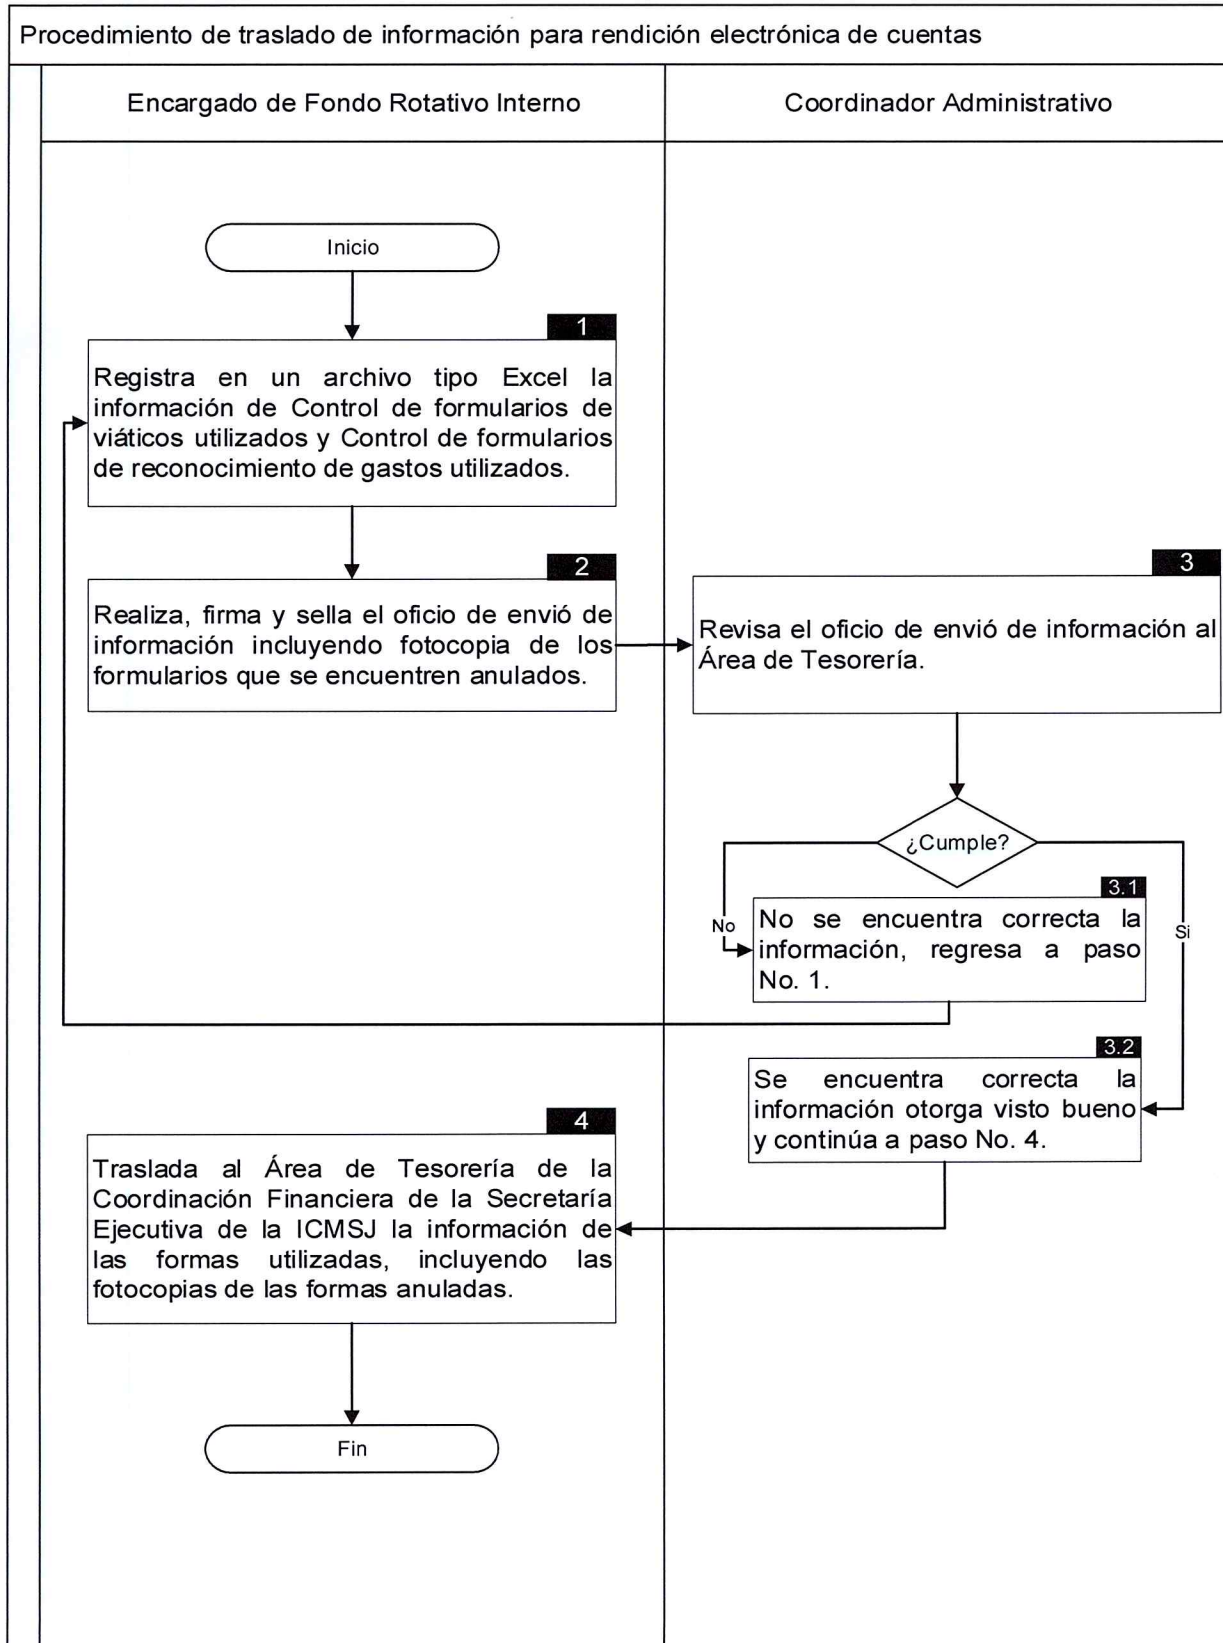 Procedimiento de traslado de información para rendición electrónica de cuentas
Encargado de Fondo Rotativo Interno
Coordinador Administrativo
Inicio
1
Registra en un archivo tipo Excel la
información de Control de formularios de
viáticos utilizados y Control de formularios
de reconocimiento de gastos utilizados.
2
Realiza, firma y sella el oficio de envió de
información incluyendo fotocopia de los
formularios que se encuentren anulados.
3
Revisa el oficio de envió de información al
Área de Tesorería.
¿Cumple?
No
Si
3.1
No se encuentra correcta la
información, regresa a paso
No. 1.
3.2
Se encuentra correcta la
información otorga visto bueno
y continúa a paso No. 4.
4
Traslada al Área de Tesorería de la
Coordinación Financiera de la Secretaría
Ejecutiva de la ICMSJ la información de
las formas utilizadas, incluyendo las
fotocopias de las formas anuladas.
Fin